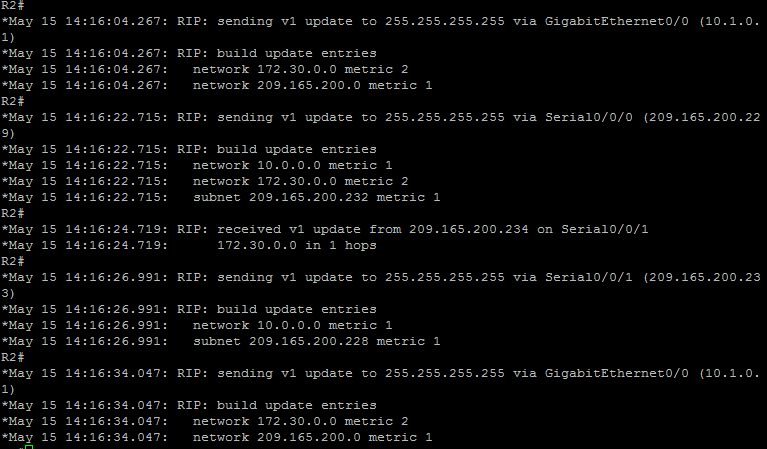 R2#
*May 15 14:16:04.267: RIP: sending v1 update to 255.255.255.255 via GigabitEthernet0/0 (10.1.0.
1)
*May 15 14:16:04.267: RIP: build update entries
*May 15 14:16:04.267:   network 172.30.0.0 metric 2
*May 15 14:16:04.267:   network 209.165.200.0 metric 1
R2#
*May 15 14:16:22.715: RIP: sending v1 update to 255.255.255.255 via Serial0/0/0 (209.165.200.22
9)
*May 15 14:16:22.715: RIP: build update entries
*May 15 14:16:22.715:   network 10.0.0.0 metric 1
*May 15 14:16:22.715:   network 172.30.0.0 metric 2
*May 15 14:16:22.715:   subnet 209.165.200.232 metric 1
R2#
*May 15 14:16:24.719: RIP: received v1 update from 209.165.200.234 on Serial0/0/1
*May 15 14:16:24.719:      172.30.0.0 in 1 hops
R2#
*May 15 14:16:26.991: RIP: sending v1 update to 255.255.255.255 via Serial0/0/1 (209.165.200.23
3)
*May 15 14:16:26.991: RIP: build update entries
*May 15 14:16:26.991:   network 10.0.0.0 metric 1
*May 15 14:16:26.991:   subnet 209.165.200.228 metric 1
R2#
*May 15 14:16:34.047: RIP: sending v1 update to 255.255.255.255 via GigabitEthernet0/0 (10.1.0.
1)
*May 15 14:16:34.047: RIP: build update entries
*May 15 14:16:34.047:   network 172.30.0.0 metric 2
*May 15 14:16:34.047:   network 209.165.200.0 metric 1